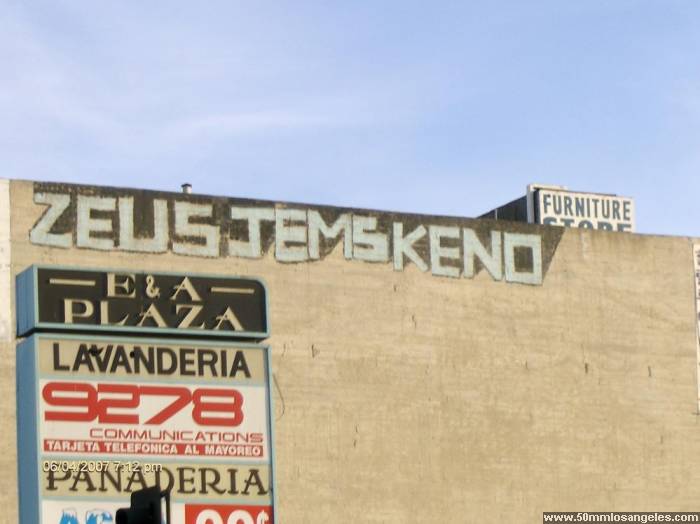 ZEUS JEMS KENO
FURNITURE
STORE
E & A
PLAZA
LAVANDERIA
9278
COMMUNICATIONS
TARJETA TELEFONICA AL MAYOREO
06/04/2007 7:12 pm
PANADERIA
99¢
www.50mmlosangeles.com